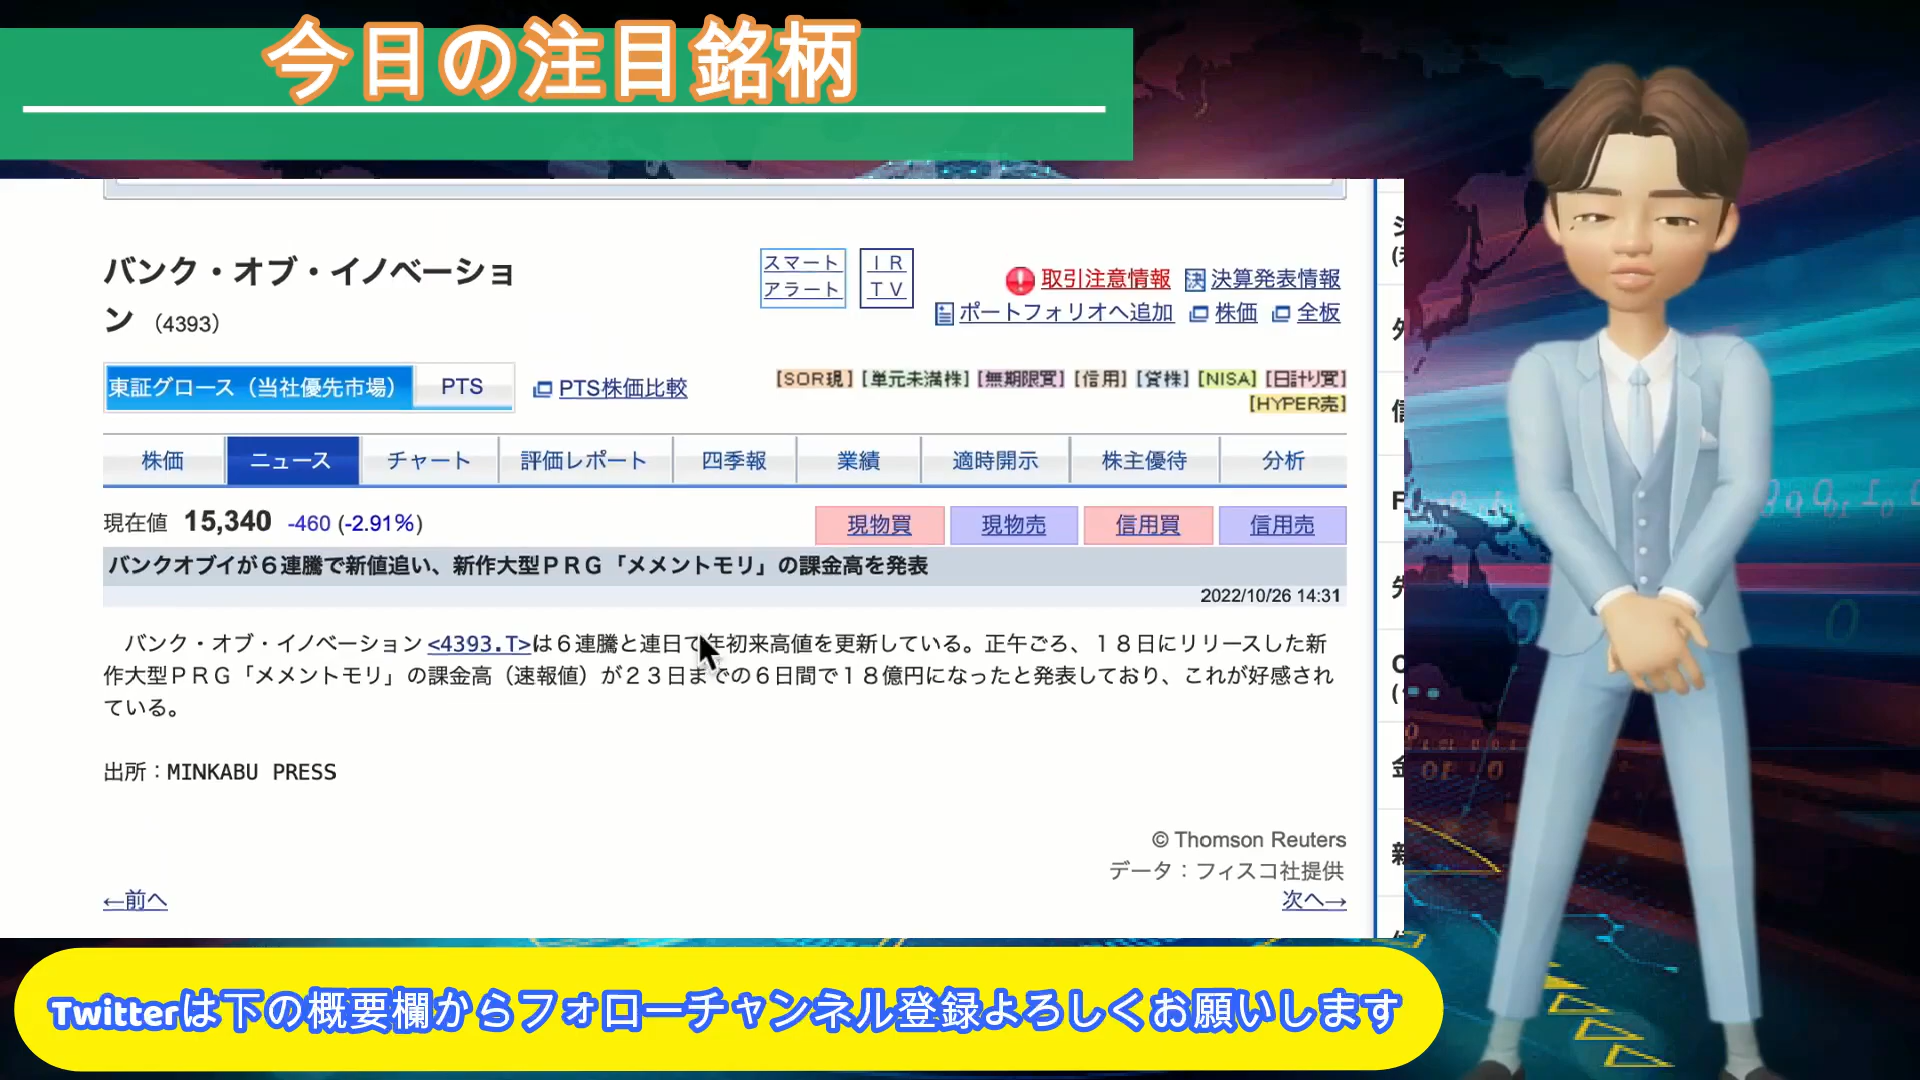 今日の注目銘柄
バンク・オブ・イノベーショ
ン（4393）
スマート
アラート
ＩＲ
ＴＶ
取引注意情報 決算発表情報
ポートフォリオへ追加 株価 全板
東証グロース（当社優先市場） PTS PTS株価比較
[SOR現] [単元未満株] [無期限寛] [信用] [貸株] [NISA] [日計り寛]
[HYPER売]
株価 ニュース チャート 評価レポート 四季報 業績 適時開示 株主優待 分析
現在値 15,340 -460 (-2.91%) 現物買 現物売 信用買 信用売
バンクオブイが６連騰で新値追い、新作大型ＰＲＧ「メメントモリ」の課金高を発表
2022/10/26 14:31
バンク・オブ・イノベーション<4393.T>は６連騰と連日で年初来高値を更新している。正午ごろ、１８日にリリースした新
作大型ＰＲＧ「メメントモリ」の課金高（速報値）が２３日までの６日間で１８億円になったと発表しており、これが好感され
ている。
出所：MINKABU PRESS
© Thomson Reuters
データ：フィスコ社提供
←前へ 次へ→
Twitterは下の概要欄からフォローチャンネル登録よろしくお願いします